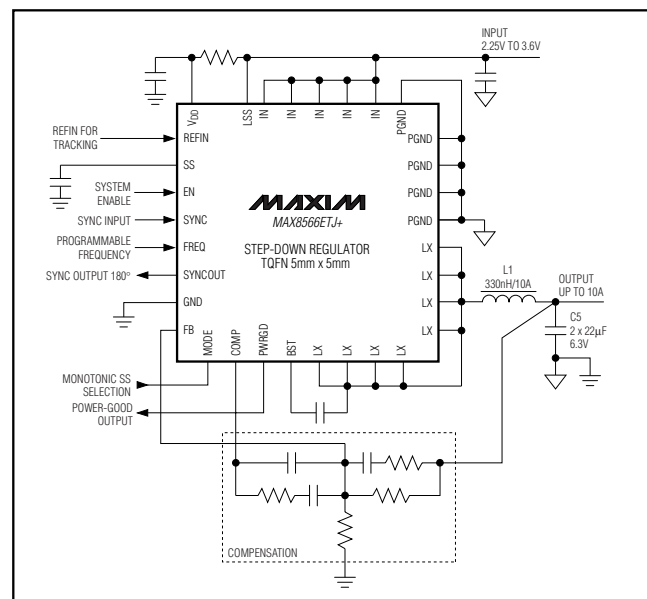 INPUT
2.25V TO 3.6V
VDD
LSS
IN
IN
IN
IN
IN
PGND
REFIN FOR
TRACKING
REFIN
PGND
SS
PGND
SYSTEM
ENABLE
EN
MAXIM
MAX8566ETJ+
PGND
SYNC INPUT
SYNC
PGND
PROGRAMMABLE
FREQUENCY
FREQ
STEP-DOWN REGULATOR
TQFN 5mm x 5mm
LX
SYNC OUTPUT 180°
SYNCOUT
LX
L1
330nH/10A
OUTPUT
UP TO 10A
GND
LX
FB
LX
C5
2 x 22µF
6.3V
MODE
COMP
PWRGD
BST
LX
LX
LX
LX
MONOTONIC SS
SELECTION
POWER-GOOD
OUTPUT
COMPENSATION